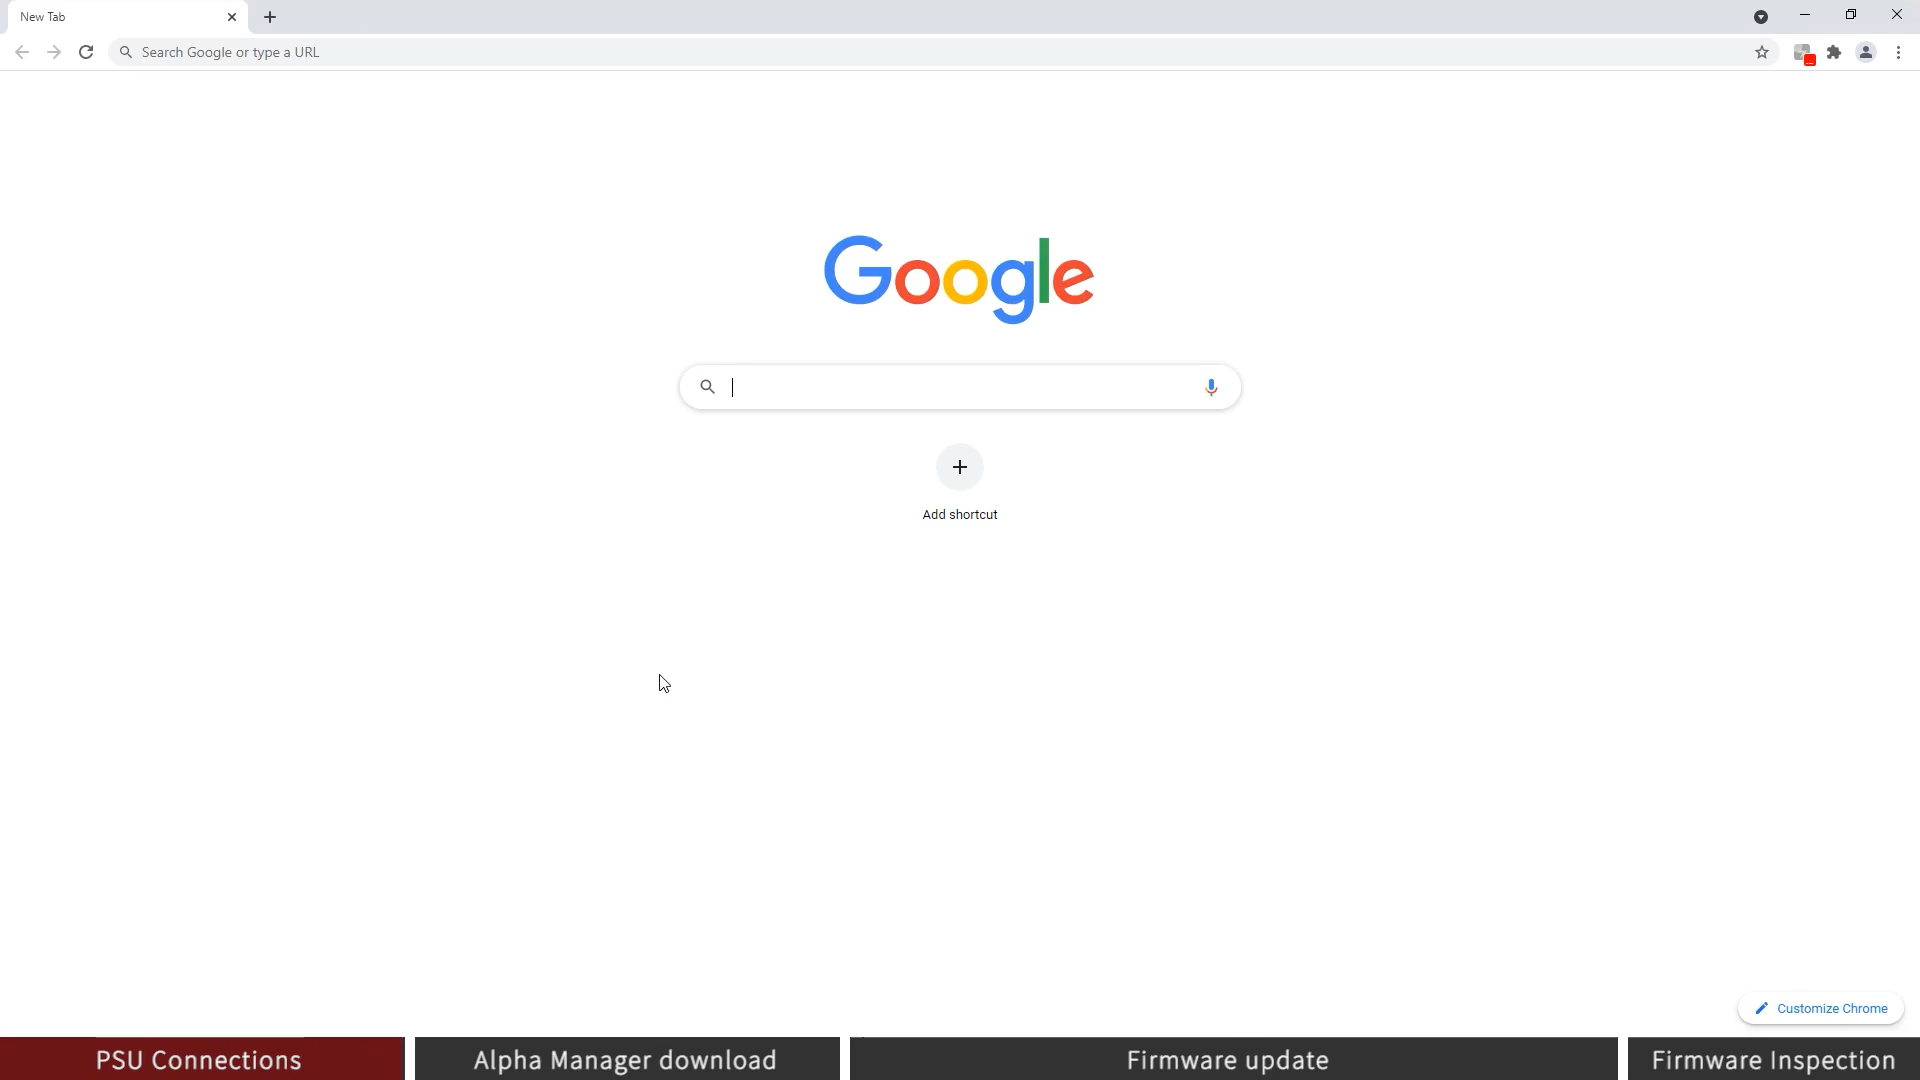 New Tab
Search Google or type a URL
Google
Add shortcut
Customize Chrome
PSU Connections
Alpha Manager download
Firmware update
Firmware Inspection